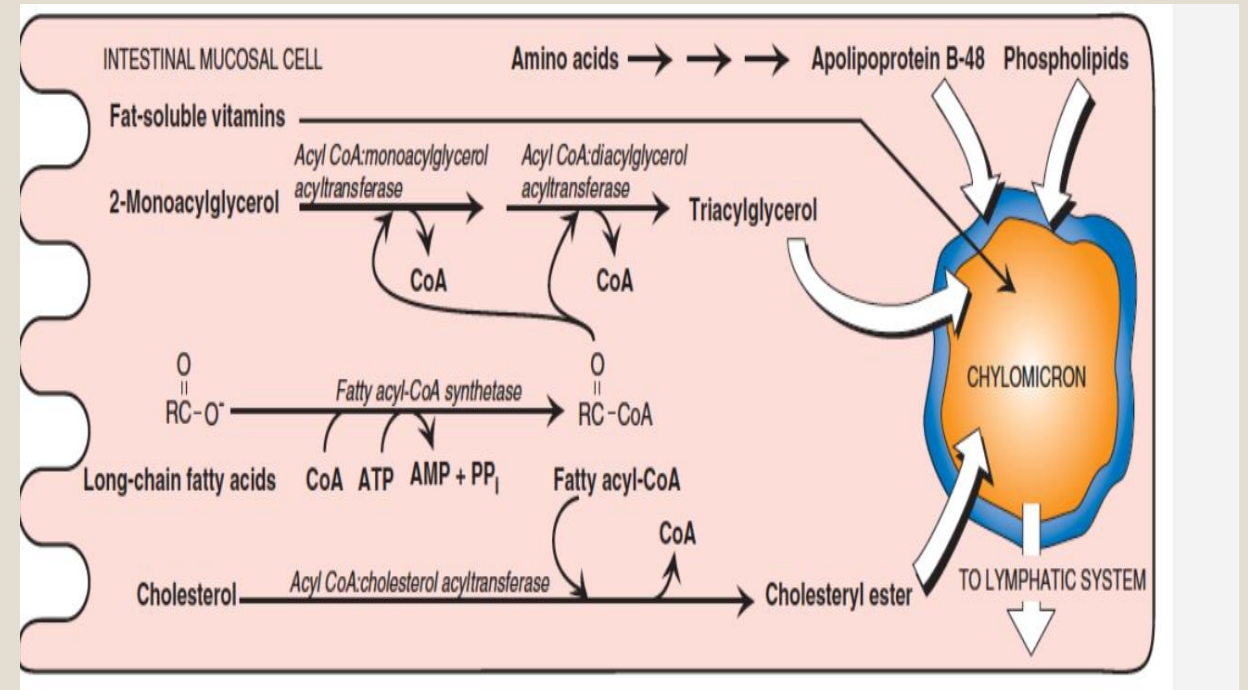 INTESTINAL MUCOSAL CELL
Amino acids
Apolipoprotein B-48
Phospholipids
Fat-soluble vitamins
Acyl CoA:monoacylglycerol
acyltransferase
Acyl CoA:diacylglycerol
acyltransferase
2-Monoacylglycerol
Triacylglycerol
CoA
CoA
O
RC-O-
Fatty acyl-CoA synthetase
O
RC-CoA
CHYLOMICRON
Long-chain fatty acids
CoA
ATP
AMP + PPi
Fatty acyl-CoA
CoA
Cholesterol
Acyl CoA:cholesterol acyltransferase
Cholesteryl ester
TO LYMPHATIC SYSTEM